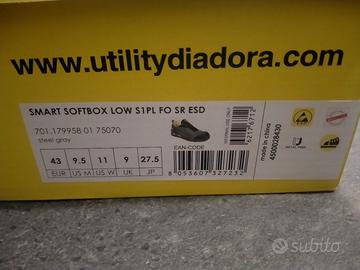 www.utilitydiadora.com
SMART SOFTBOX LOW S1PL FO SR ESD
701.179958 01 75070
steel gray
EAN-CODE
43 9.5 11 9 27.5
EUR US M US W UK JP
8 053607 327232
made in china
4500028430
METAL FREE
subito